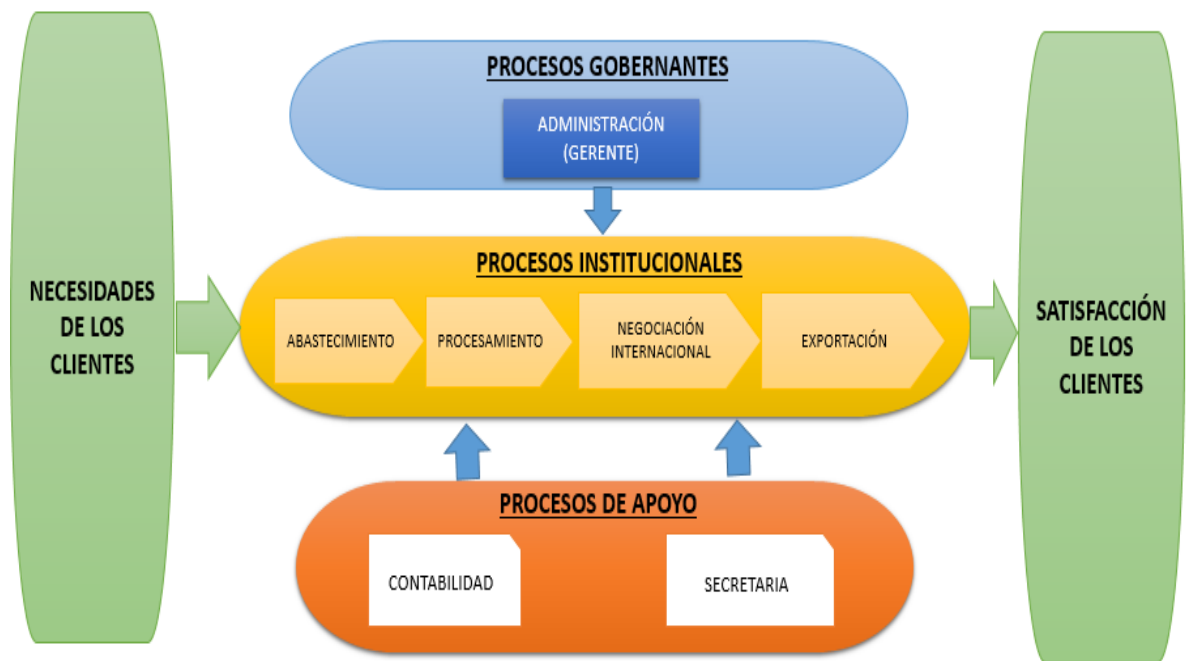 PROCESOS GOBERNANTES
ADMINISTRACIÓN
(GERENTE)
NECESIDADES
DE LOS
CLIENTES
PROCESOS INSTITUCIONALES
ABASTECIMIENTO
PROCESAMIENTO
NEGOCIACIÓN
INTERNACIONAL
EXPORTACIÓN
SATISFACCIÓN
DE LOS
CLIENTES
PROCESOS DE APOYO
CONTABILIDAD
SECRETARIA